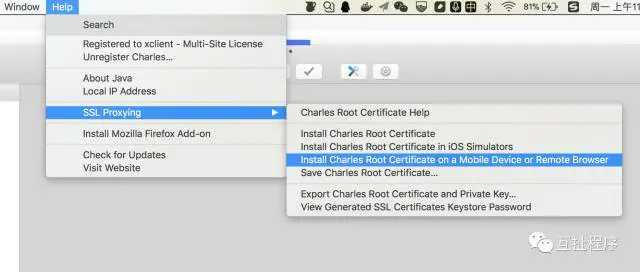 Window Help 81% 周一 上午11
Search
Registered to xclient - Multi-Site License
Unregister Charles...
About Java
Local IP Address
SSL Proxying
Install Mozilla Firefox Add-on
Check for Updates
Visit Website
Charles Root Certificate Help
Install Charles Root Certificate
Install Charles Root Certificate in iOS Simulators
Install Charles Root Certificate on a Mobile Device or Remote Browser
Save Charles Root Certificate...
Export Charles Root Certificate and Private Key...
View Generated SSL Certificates Keystore Password
互扯程序